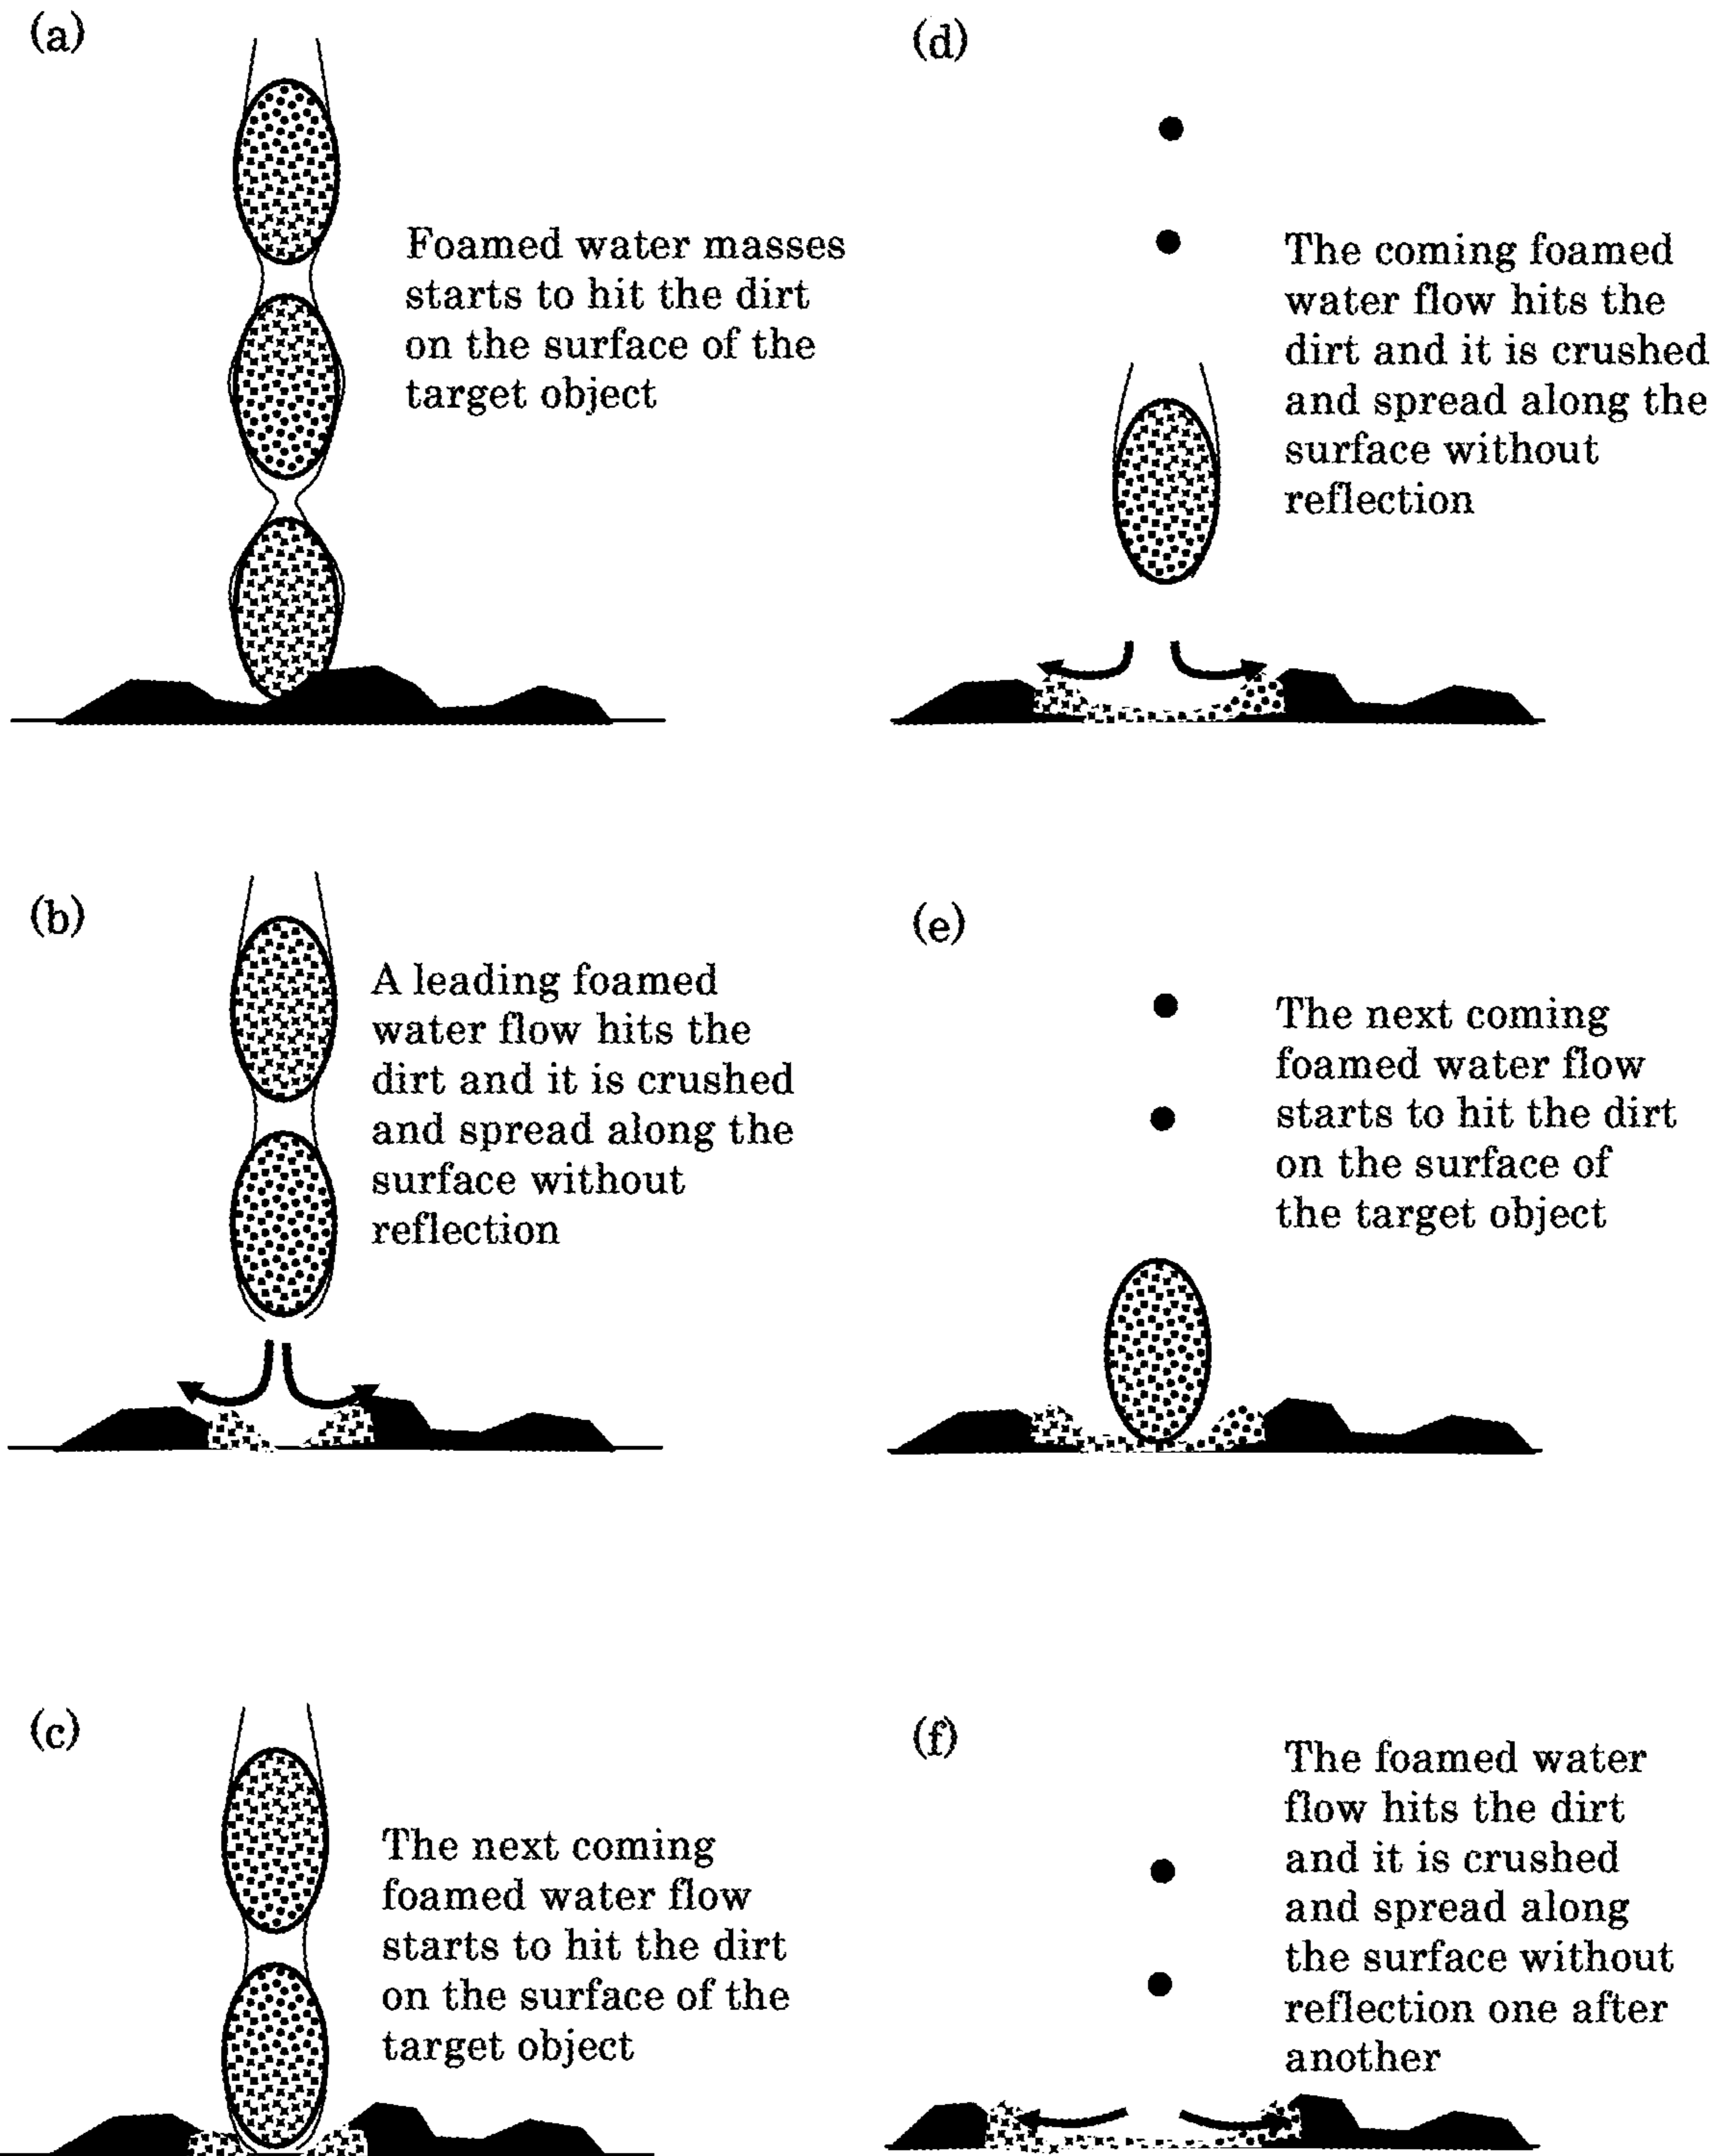 (a)
Foamed water masses
starts to hit the dirt
on the surface of the
target object
(b)
A leading foamed
water flow hits the
dirt and it is crushed
and spread along the
surface without
reflection
(c)
The next coming
foamed water flow
starts to hit the dirt
on the surface of the
target object
(d)
The coming foamed
water flow hits the
dirt and it is crushed
and spread along the
surface without
reflection
(e)
The next coming
foamed water flow
starts to hit the dirt
on the surface of
the target object
(f)
The foamed water
flow hits the dirt
and it is crushed
and spread along
the surface without
reflection one after
another